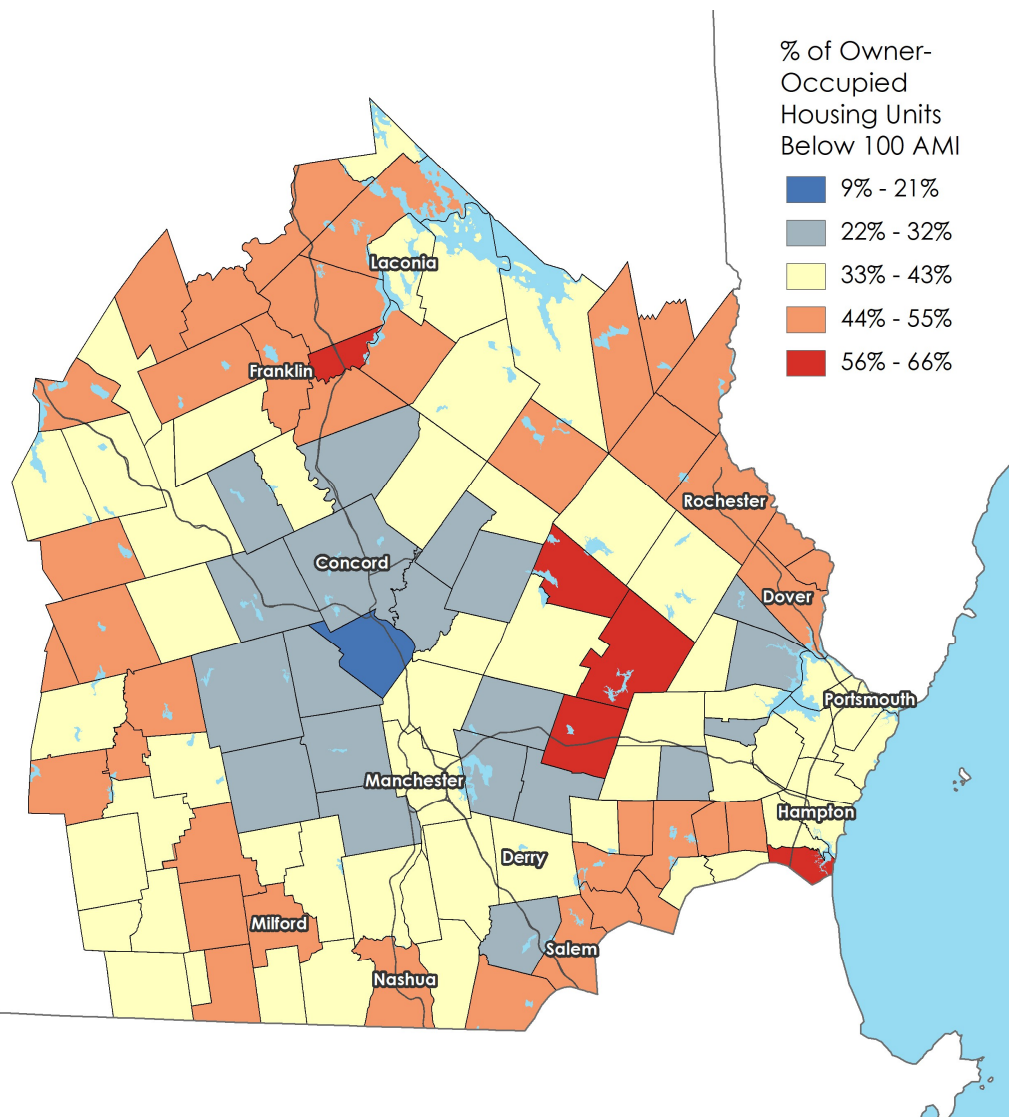 % of Owner-
Occupied
Housing Units
Below 100 AMI
9% - 21%
22% - 32%
33% - 43%
44% - 55%
56% - 66%
Laconia
Franklin
Rochester
Concord
Dover
Portsmouth
Manchester
Hampton
Derry
Milford
Salem
Nashua